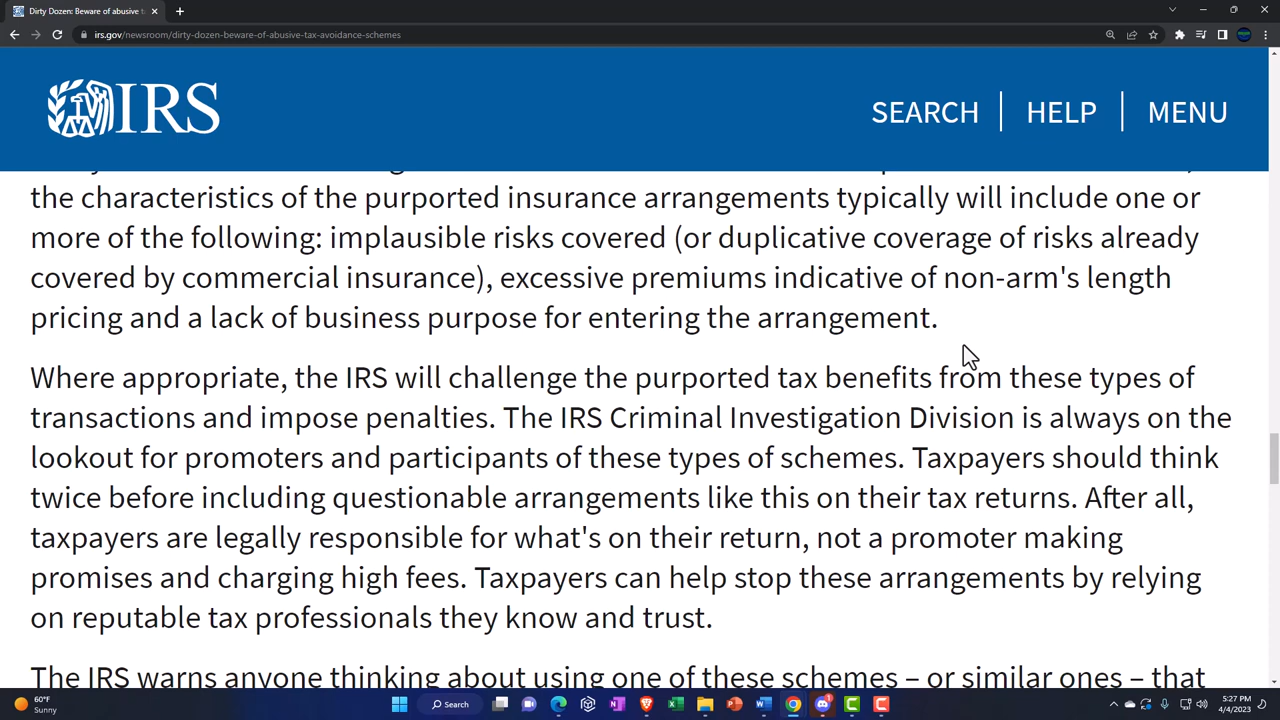 Dirty Dozen: Beware of abusive t
irs.gov/newsroom/dirty-dozen-beware-of-abusive-tax-avoidance-schemes
IRS
SEARCH HELP MENU
the characteristics of the purported insurance arrangements typically will include one or
more of the following: implausible risks covered (or duplicative coverage of risks already
covered by commercial insurance), excessive premiums indicative of non-arm's length
pricing and a lack of business purpose for entering the arrangement.
Where appropriate, the IRS will challenge the purported tax benefits from these types of
transactions and impose penalties. The IRS Criminal Investigation Division is always on the
lookout for promoters and participants of these types of schemes. Taxpayers should think
twice before including questionable arrangements like this on their tax returns. After all,
taxpayers are legally responsible for what's on their return, not a promoter making
promises and charging high fees. Taxpayers can help stop these arrangements by relying
on reputable tax professionals they know and trust.
The IRS warns anyone thinking about using one of these schemes – or similar ones – that
60°F
Sunny
Search
5:27 PM
4/4/2023